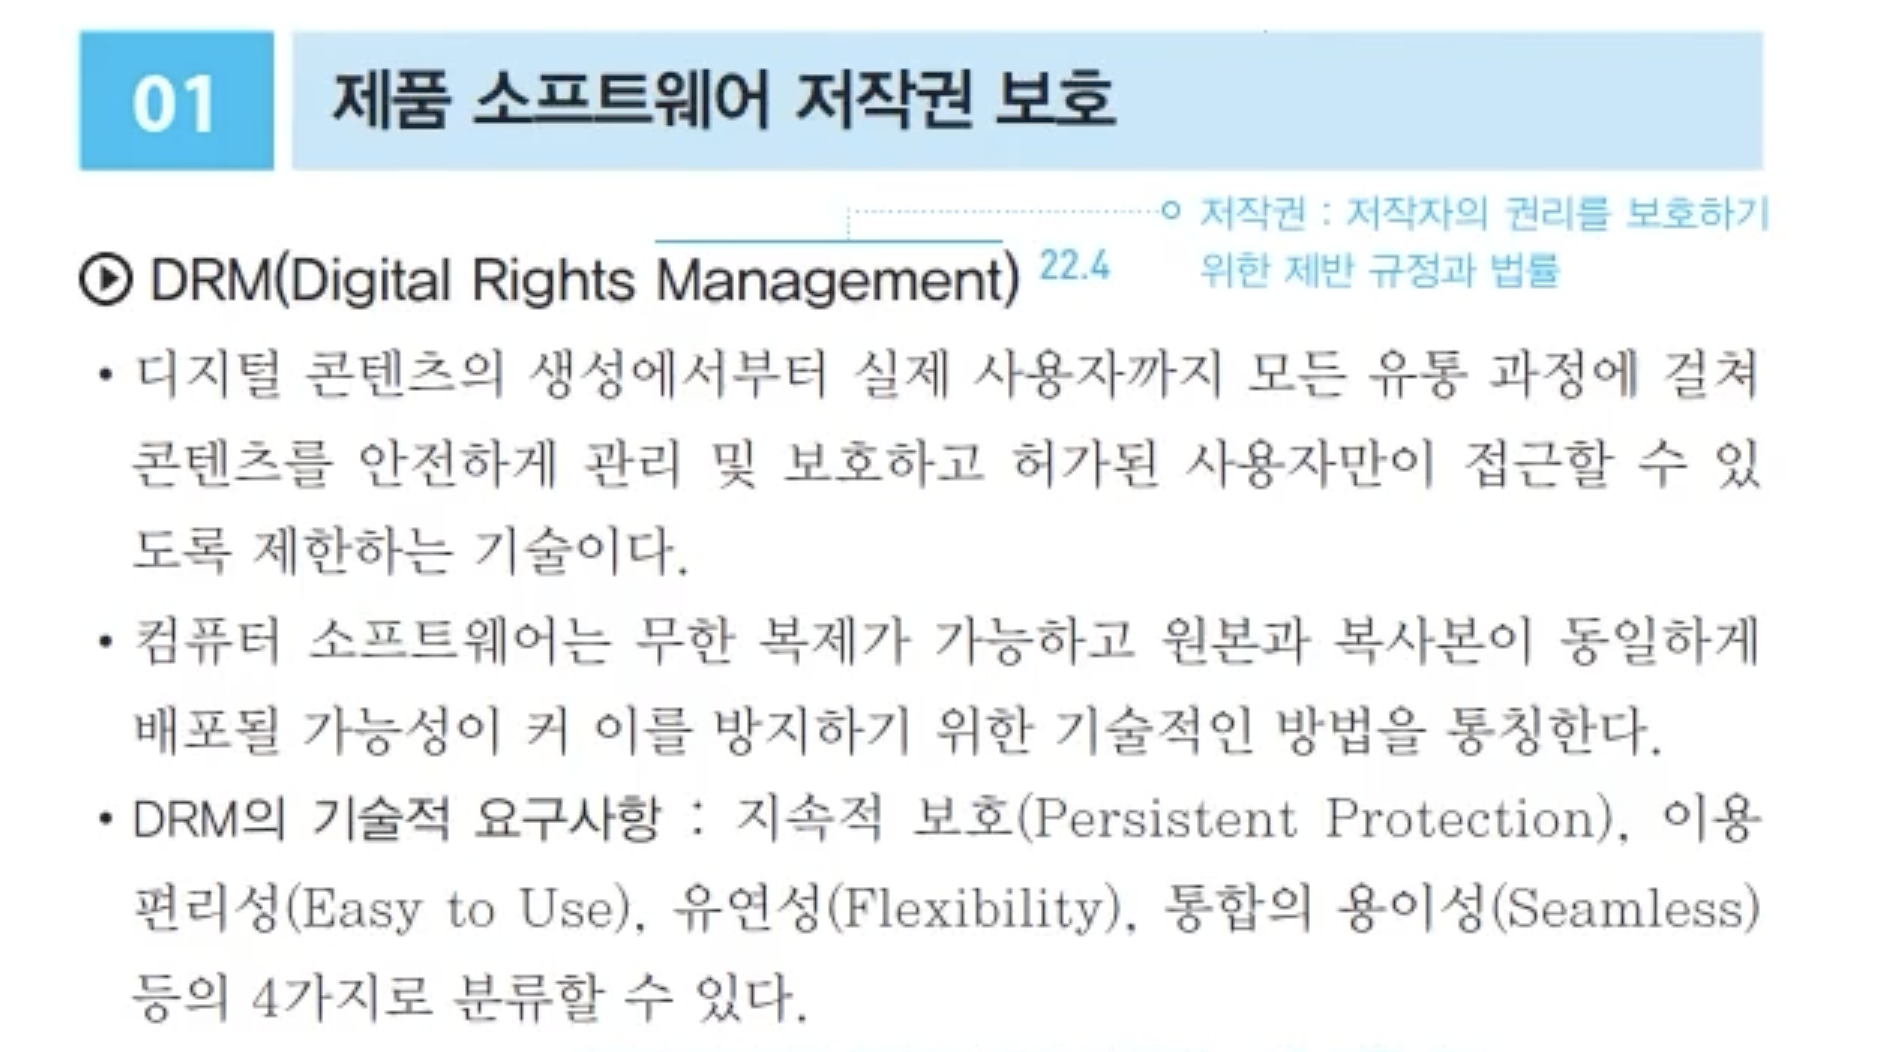 01 제품 소프트웨어 저작권 보호
저작권 : 저작자의 권리를 보호하기
위한 제반 규정과 법률
DRM(Digital Rights Management) 22.4
• 디지털 콘텐츠의 생성에서부터 실제 사용자까지 모든 유통 과정에 걸쳐
콘텐츠를 안전하게 관리 및 보호하고 허가된 사용자만이 접근할 수 있
도록 제한하는 기술이다.
• 컴퓨터 소프트웨어는 무한 복제가 가능하고 원본과 복사본이 동일하게
배포될 가능성이 커 이를 방지하기 위한 기술적인 방법을 통칭한다.
• DRM의 기술적 요구사항 : 지속적 보호(Persistent Protection), 이용
편리성(Easy to Use), 유연성(Flexibility), 통합의 용이성(Seamless)
등의 4가지로 분류할 수 있다.